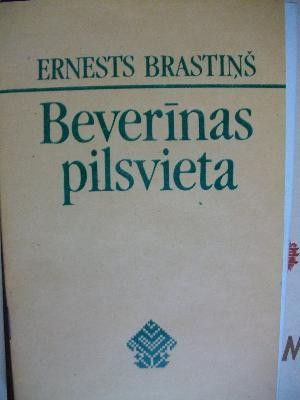 ERNESTS BRASTIŅŠ
Beverīnas
pilsvieta
M